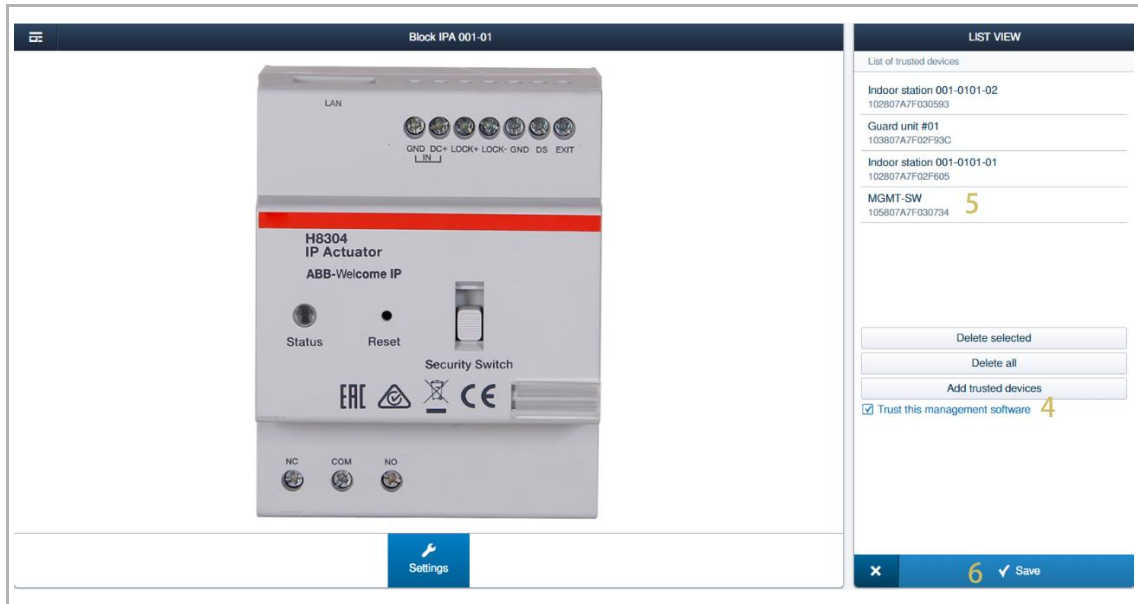 Block IPA 001-01
LAN
GND DC+ LOCK+ LOCK- GND DS EXIT
IN
H8304
IP Actuator
ABB-Welcome IP
Status
Reset
Security Switch
EAC
CE
NC COM NO
Settings
LIST VIEW
List of trusted devices
Indoor station 001-0101-02
102807A7F030593
Guard unit #01
103807A7F02F93C
Indoor station 001-0101-01
102807A7F02F605
MGMT-SW
105807A7F030734
5
Delete selected
Delete all
Add trusted devices
Trust this management software
4
6
Save